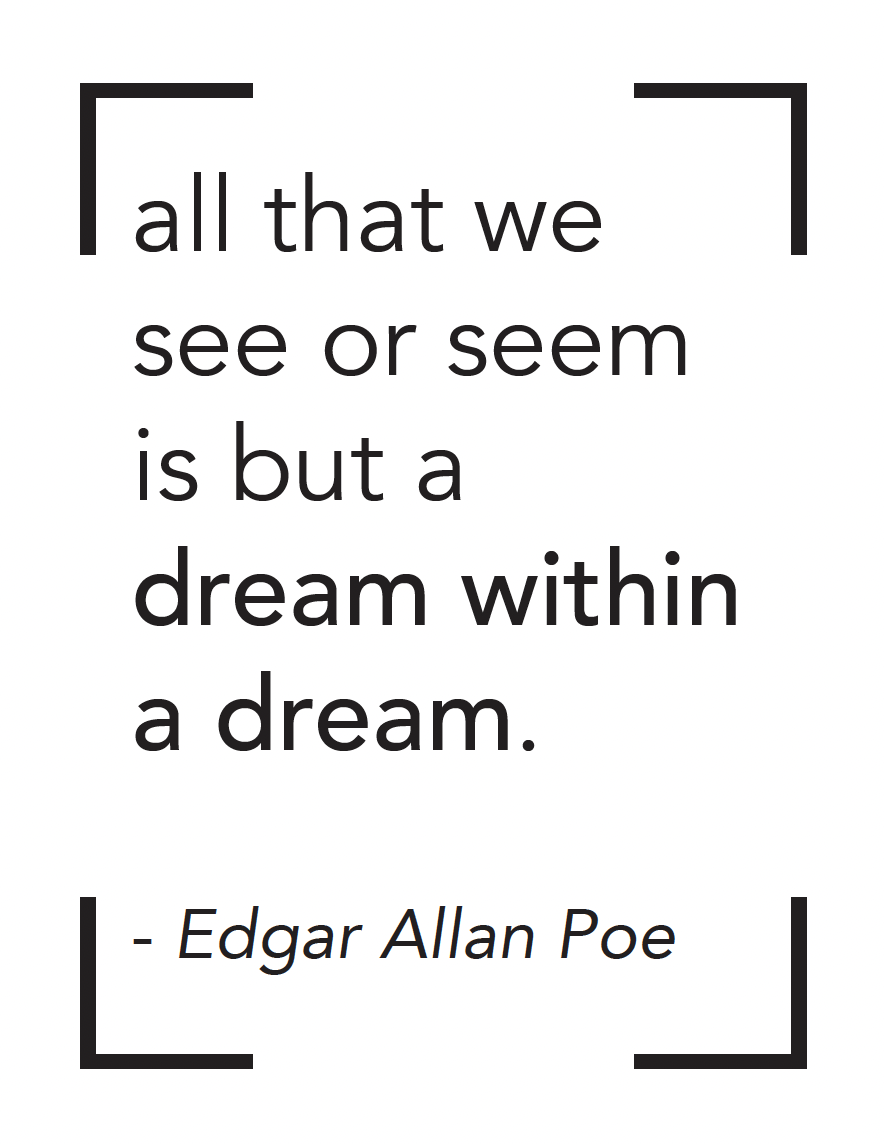 all that we
see or seem
is but a
dream within
a dream.
- Edgar Allan Poe